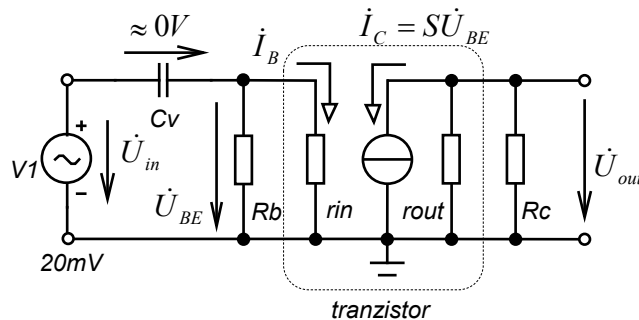 ≈ 0V
İ_B
İ_C = SU̇_BE
Cv
+
V1
U̇_in
−
U̇_BE
Rb
rin
rout
Rc
U̇_out
20mV
tranzistor